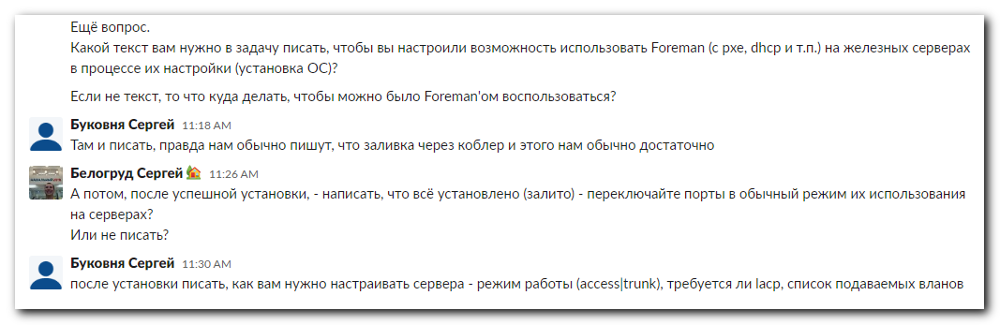 Ещё вопрос.
Какой текст вам нужно в задачу писать, чтобы вы настроили возможность использовать Foreman (с pxe, dhcp и т.п.) на железных серверах
в процессе их настройки (установка ОС)?
Если не текст, то что куда делать, чтобы можно было Foreman'ом воспользоваться?
Буковня Сергей 11:18 AM
Там и писать, правда нам обычно пишут, что заливка через коблер и этого нам обычно достаточно
Белогруд Сергей 11:26 AM
А потом, после успешной установки, - написать, что всё установлено (залито) - переключайте порты в обычный режим их использования
на серверах?
Или не писать?
Буковня Сергей 11:30 AM
после установки писать, как вам нужно настраивать сервера - режим работы (access|trunk), требуется ли lacp, список подаваемых вланов